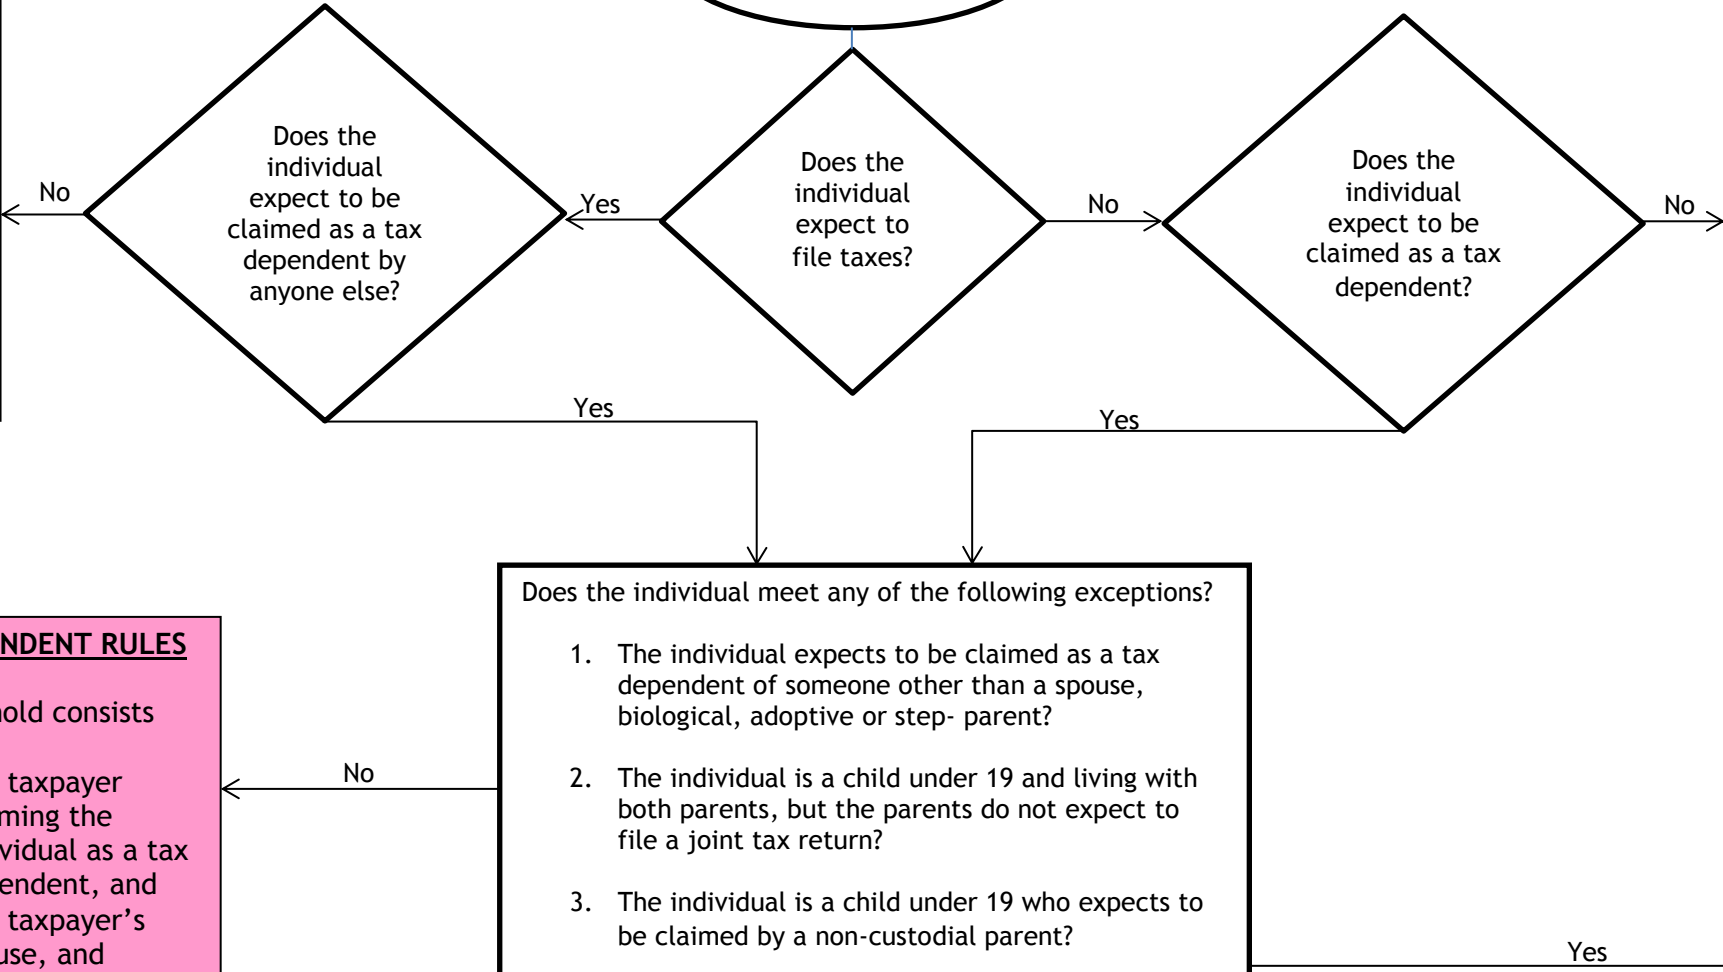 No
Does the
individual
expect to be
claimed as a tax
dependent by
anyone else?
Yes
Does the
individual
expect to
file taxes?
No
Does the
individual
expect to be
claimed as a tax
dependent?
No
Yes
Yes
Does the individual meet any of the following exceptions?
1. The individual expects to be claimed as a tax
dependent of someone other than a spouse,
biological, adoptive or step- parent?
2. The individual is a child under 19 and living with
both parents, but the parents do not expect to
file a joint tax return?
3. The individual is a child under 19 who expects to
be claimed by a non-custodial parent?
No
Yes
NDENT RULES
old consists
taxpayer
ming the
vidual as a tax
endent, and
taxpayer’s
use, and